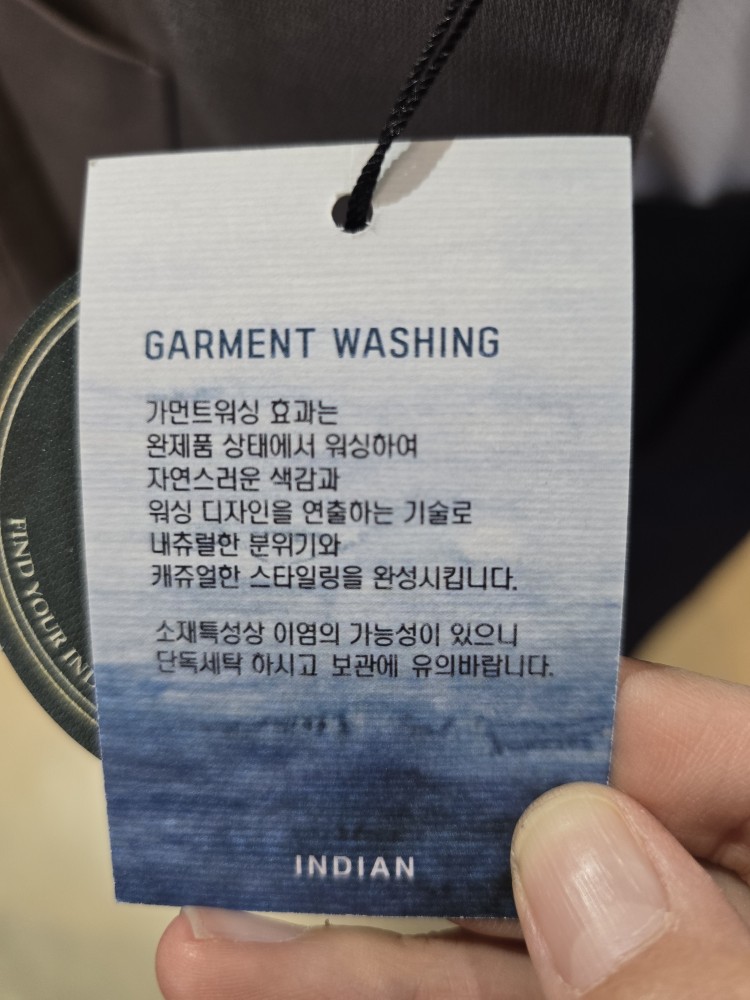 GARMENT WASHING
가먼트워싱 효과는
완제품 상태에서 워싱하여
자연스러운 색감과
워싱 디자인을 연출하는 기술로
내츄럴한 분위기와
캐쥬얼한 스타일링을 완성시킵니다.
소재특성상 이염의 가능성이 있으니
단독세탁 하시고 보관에 유의바랍니다.
INDIAN
FIND YOUR